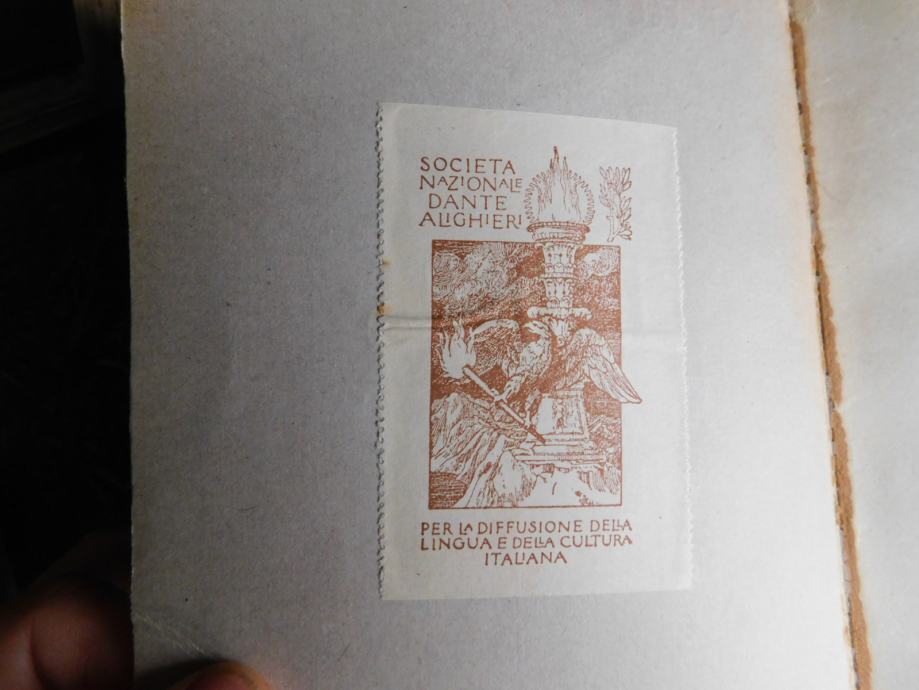 SOCIETA
NAZIONALE
DANTE
ALIGHIERI
PER LA DIFFUSIONE DELLA
LINGUA E DELLA CULTURA
ITALIANA